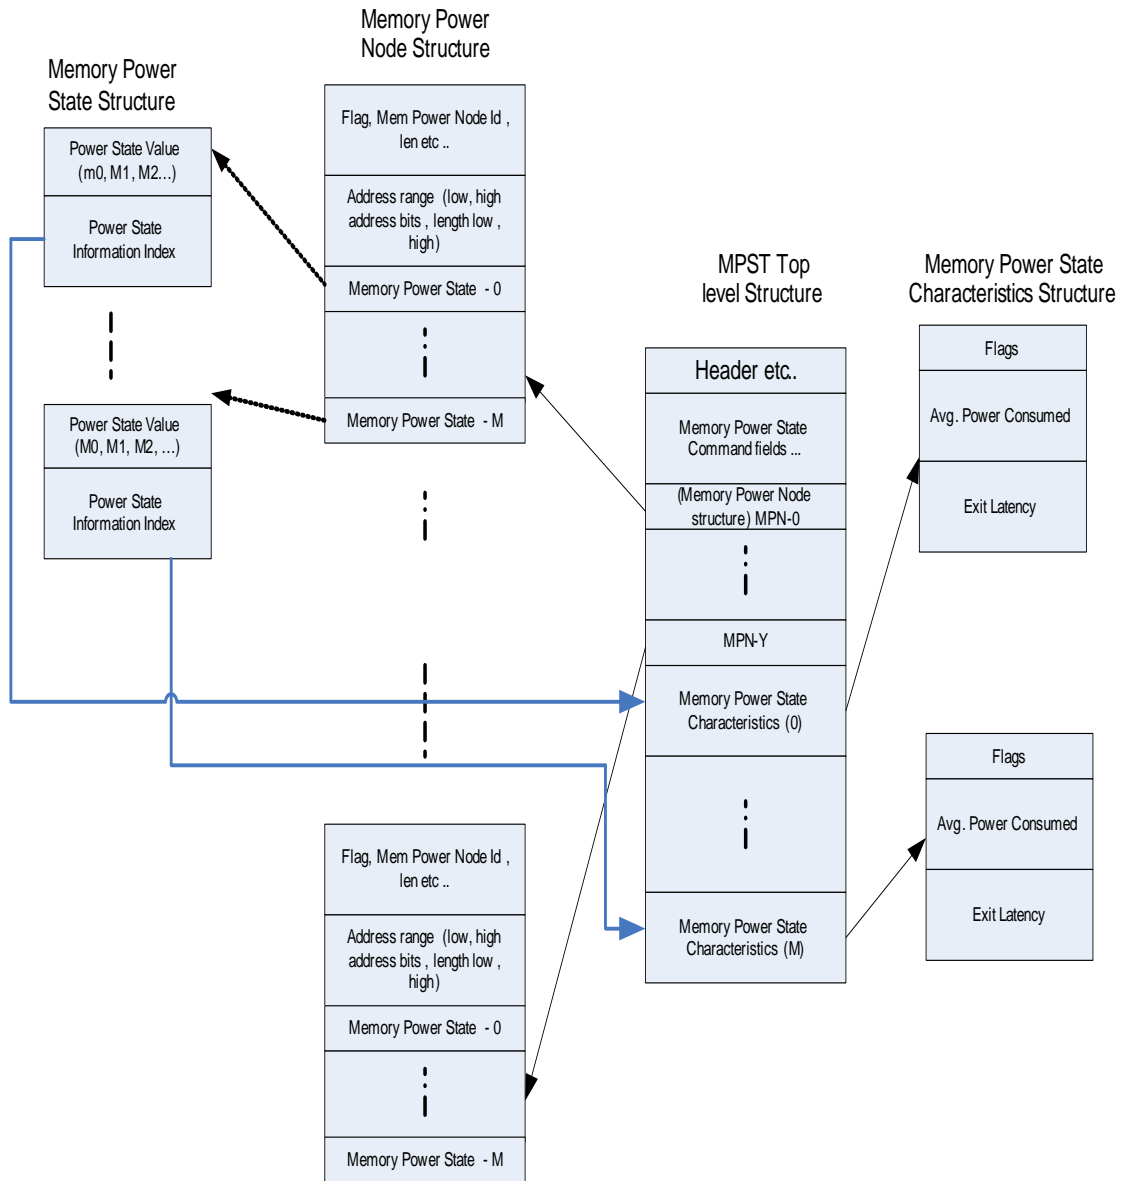 Memory Power
State Structure
Power State Value
(m0, M1, M2...)
Power State
Information Index
Power State Value
(M0, M1, M2, ...)
Power State
Information Index
Memory Power
Node Structure
Flag, Mem Power Node Id ,
len etc ..
Address range (low, high
address bits , length low ,
high)
Memory Power State - 0
Memory Power State - M
Flag, Mem Power Node Id ,
len etc ..
Address range (low, high
address bits , length low ,
high)
Memory Power State - 0
Memory Power State - M
MPST Top
level Structure
Header etc..
Memory Power State
Command fields ...
(Memory Power Node
structure) MPN-0
MPN-Y
Memory Power State
Characteristics (0)
Memory Power State
Characteristics (M)
Memory Power State
Characteristics Structure
Flags
Avg. Power Consumed
Exit Latency
Flags
Avg. Power Consumed
Exit Latency